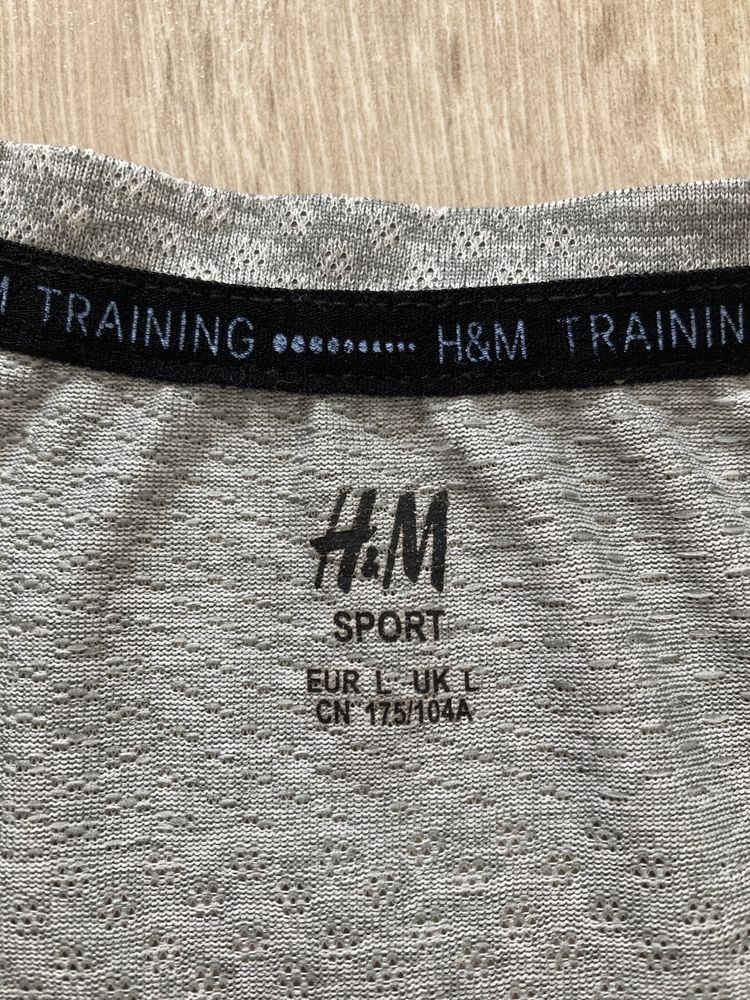 M TRAINING H&M TRAININ
H&M
SPORT
EUR L UK L
CN 175/104A